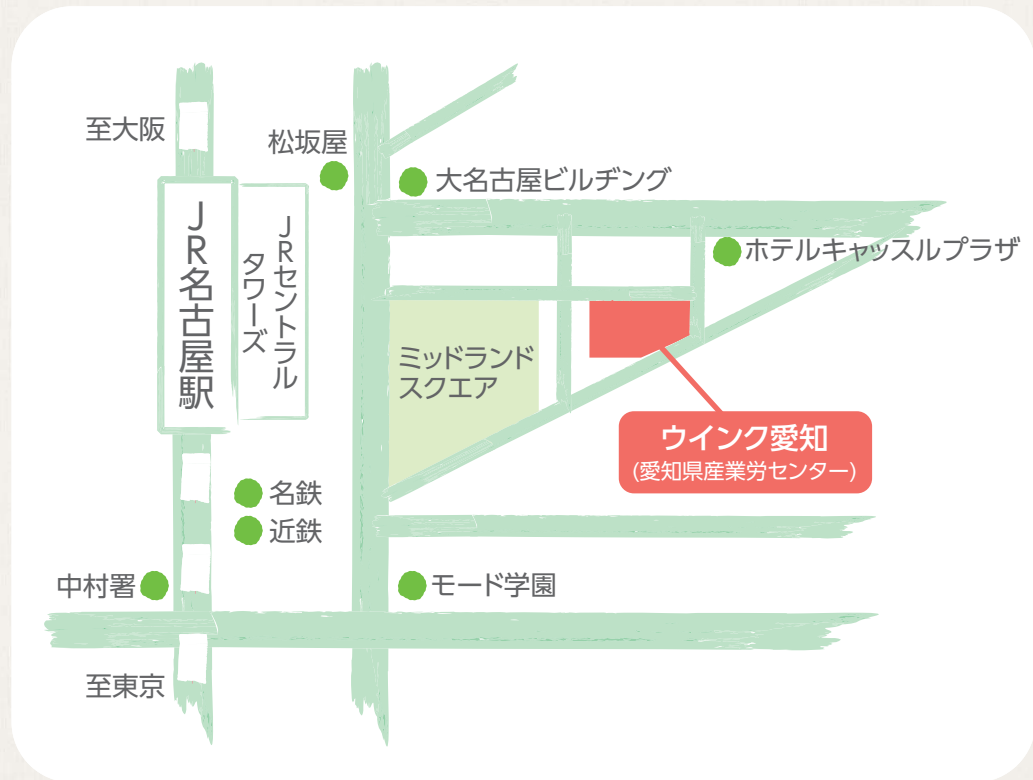 至大阪
松坂屋
大名古屋ビルヂング
JR名古屋駅
JRセントラル
タワーズ
ホテルキャッスルプラザ
ミッドランド
スクエア
ウインク愛知
(愛知県産業労センター)
名鉄
近鉄
中村署
モード学園
至東京